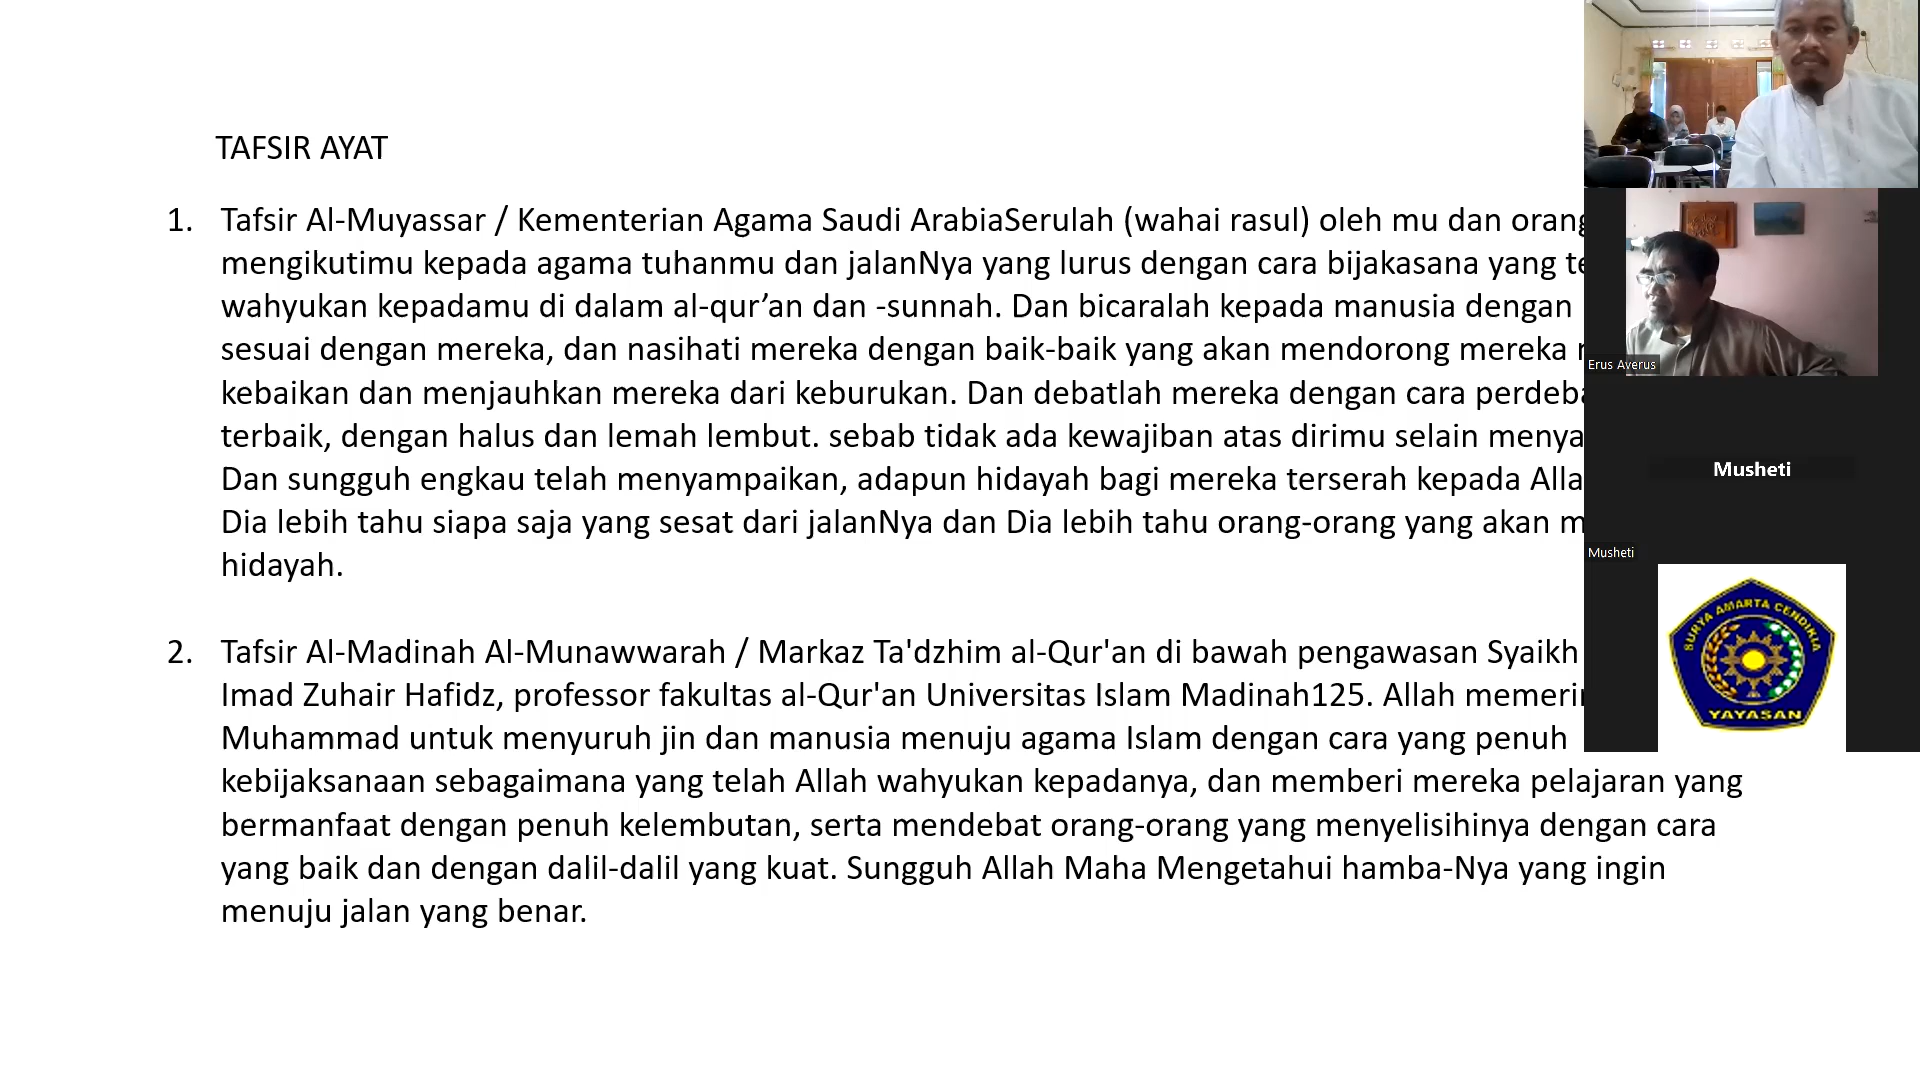 TAFSIR AYAT
1. Tafsir Al-Muyassar / Kementerian Agama Saudi ArabiaSerulah (wahai rasul) oleh mu dan orang
mengikutimu kepada agama tuhanmu dan jalanNya yang lurus dengan cara bijakasana yang
wahyukan kepadamu di dalam al-qur’an dan -sunnah. Dan bicaralah kepada manusia dengan
sesuai dengan mereka, dan nasihati mereka dengan baik-baik yang akan mendorong mereka
kebaikan dan menjauhkan mereka dari keburukan. Dan debatlah mereka dengan cara
terbaik, dengan halus dan lemah lembut. sebab tidak ada kewajiban atas dirimu selain
Dan sungguh engkau telah menyampaikan, adapun hidayah bagi mereka terserah kepada
Dia lebih tahu siapa saja yang sesat dari jalanNya dan Dia lebih tahu orang-orang yang akan
hidayah.
2. Tafsir Al-Madinah Al-Munawwarah / Markaz Ta'dzhim al-Qur'an di bawah pengawasan Syaikh
Imad Zuhair Hafidz, professor fakultas al-Qur'an Universitas Islam Madinah125. Allah
Muhammad untuk menyuruh jin dan manusia menuju agama Islam dengan cara yang penuh
kebijaksanaan sebagaimana yang telah Allah wahyukan kepadanya, dan memberi mereka pelajaran yang
bermanfaat dengan penuh kelembutan, serta mendebat orang-orang yang menyelisihinya dengan cara
yang baik dan dengan dalil-dalil yang kuat. Sungguh Allah Maha Mengetahui hamba-Nya yang ingin
menuju jalan yang benar.
Erus Averus
Musheti
Musheti
SURYA AMARTA CENDIKIA
YAYASAN